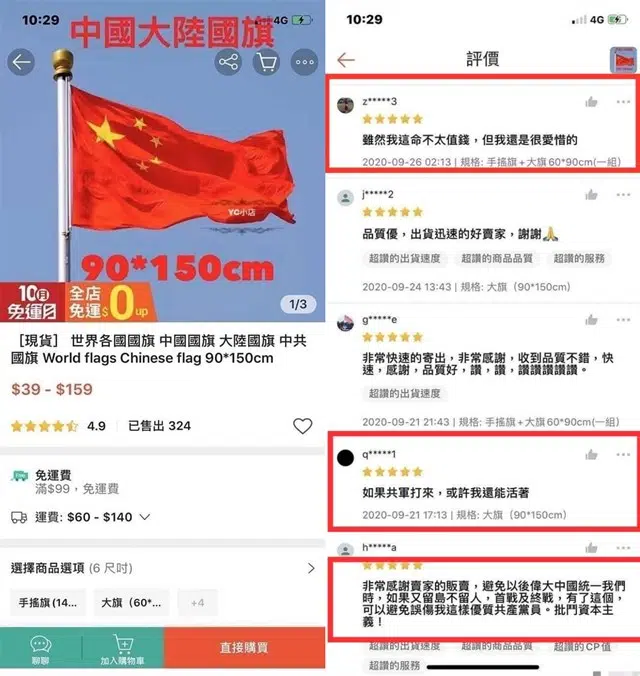 10:29
4G
中國大陸國旗
YC小店
90*150cm
10月
免運月
全店
免運$0up
1/3
［現貨］ 世界各國國旗 中國國旗 大陸國旗 中共
國旗 World flags Chinese flag 90*150cm
$39 - $159
4.9
已售出 324
免運費
滿$99，免運費
運費: $60 - $140
選擇商品選項 (6 尺吋)
手搖旗 (14...
大旗（60*...
+4
聊聊
加入購物車
直接購買
10:29
4G
評價
z*****3
雖然我這命不太值錢，但我還是很愛惜的
2020-09-26 02:13 | 規格: 手搖旗+大旗60*90cm(一組)
j*****2
品質優，出貨迅速的好賣家，謝謝🙏
超讚的出貨速度
超讚的商品品質
超讚的服務
2020-09-24 13:43 | 規格: 大旗（90*150cm）
g*****e
非常快速的寄出，非常感謝，收到品質不錯，快
速，感謝，品質好，讚，讚，讚讚讚讚讚。
超讚的出貨速度
2020-09-21 21:43 | 規格: 手搖旗+大旗60*90cm(一組)
q*****1
如果共軍打來，或許我還能活著
2020-09-21 17:13 | 規格: 大旗（90*150cm）
h*****a
非常感謝賣家的販賣，避免以後偉大中國統一我們
時，如果又留島不留人，首戰及終戰，有了這個，
可以避免誤傷我這樣優質共產黨員。批鬥資本主
義！
超讚的出貨速度
超讚的商品品質
超讚的CP值
超讚的服務